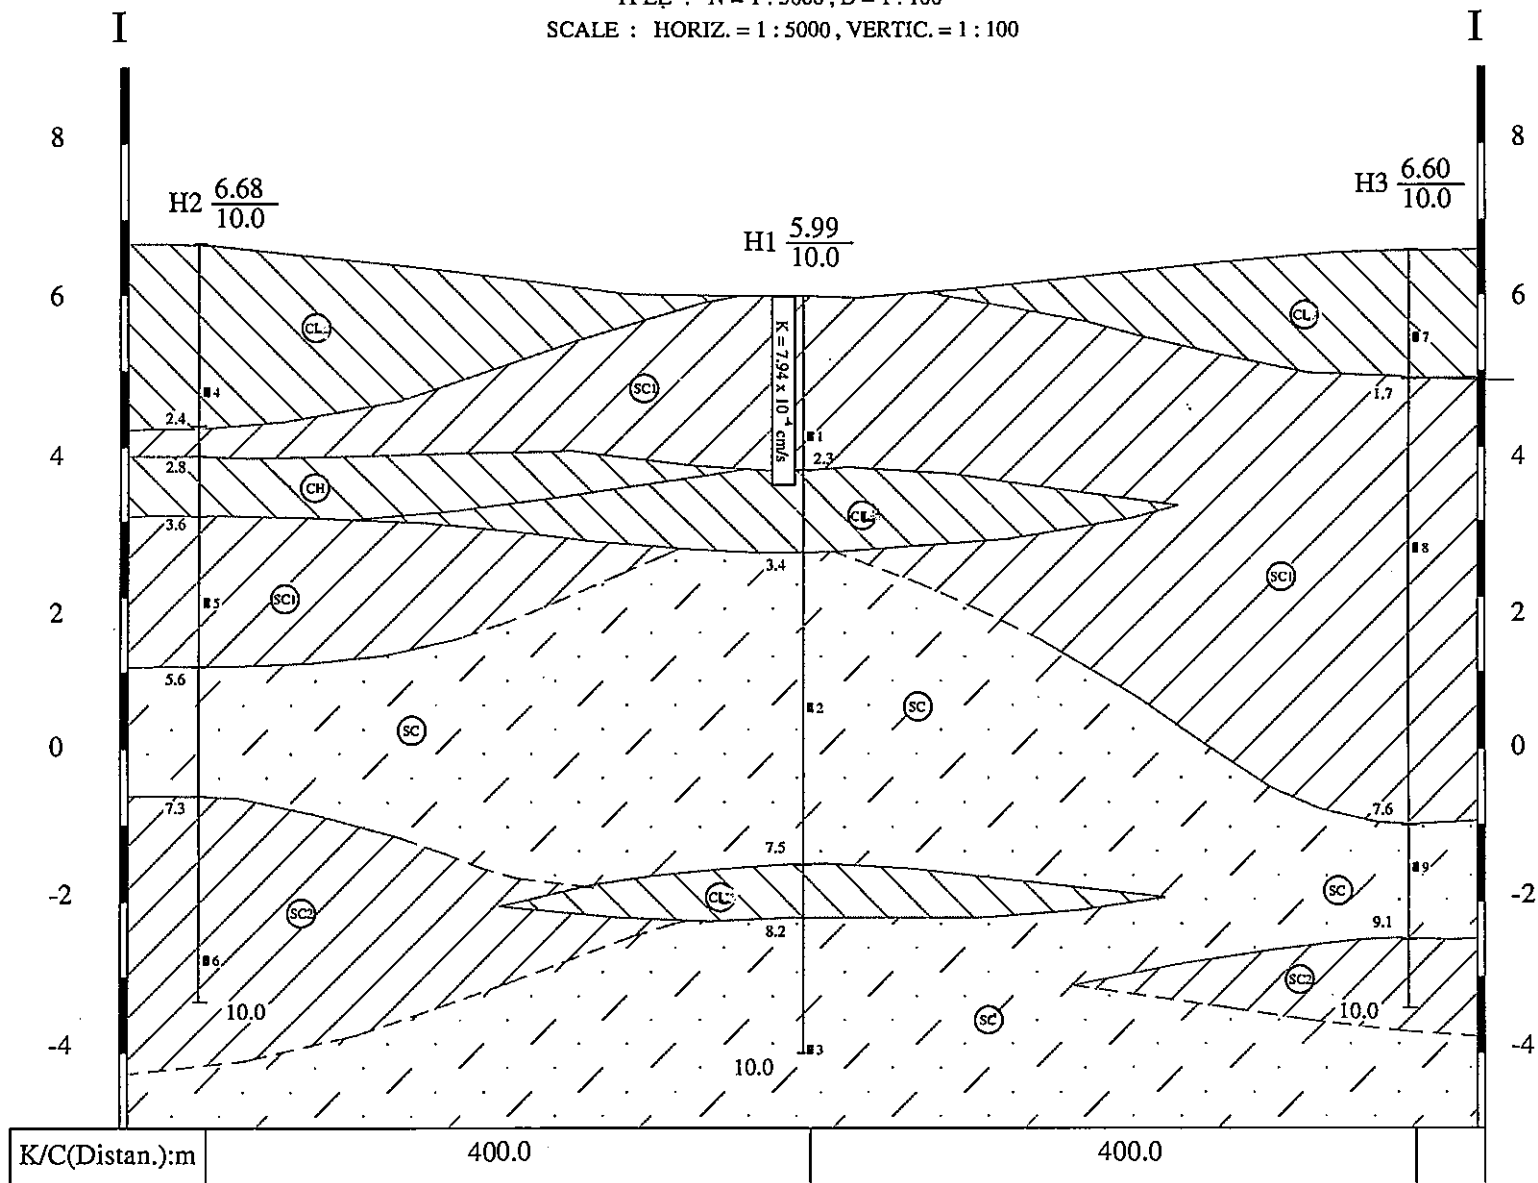 SCALE : HORIZ. = 1 : 5000 , VERTIC. = 1 : 100
I I
8 8
H2 6.68
10.0
H3 6.60
10.0
H1 5.99
10.0
6 6
CL
CL
7
K = 7.94 x 10⁻⁴ cm/s
4
SC1
1.7
2.4
1
4 4
2.8
2.3
CH
CL
3.6
3.4
8
SC1
SC1
5
2 2
5.6
SC
2
SC
0 0
7.3
7.6
7.5
9
CL
SC
-2 -2
SC2
8.2
9.1
6
SC2
10.0
10.0
SC
-4 -4
3
10.0
K/C(Distan.):m 400.0 400.0